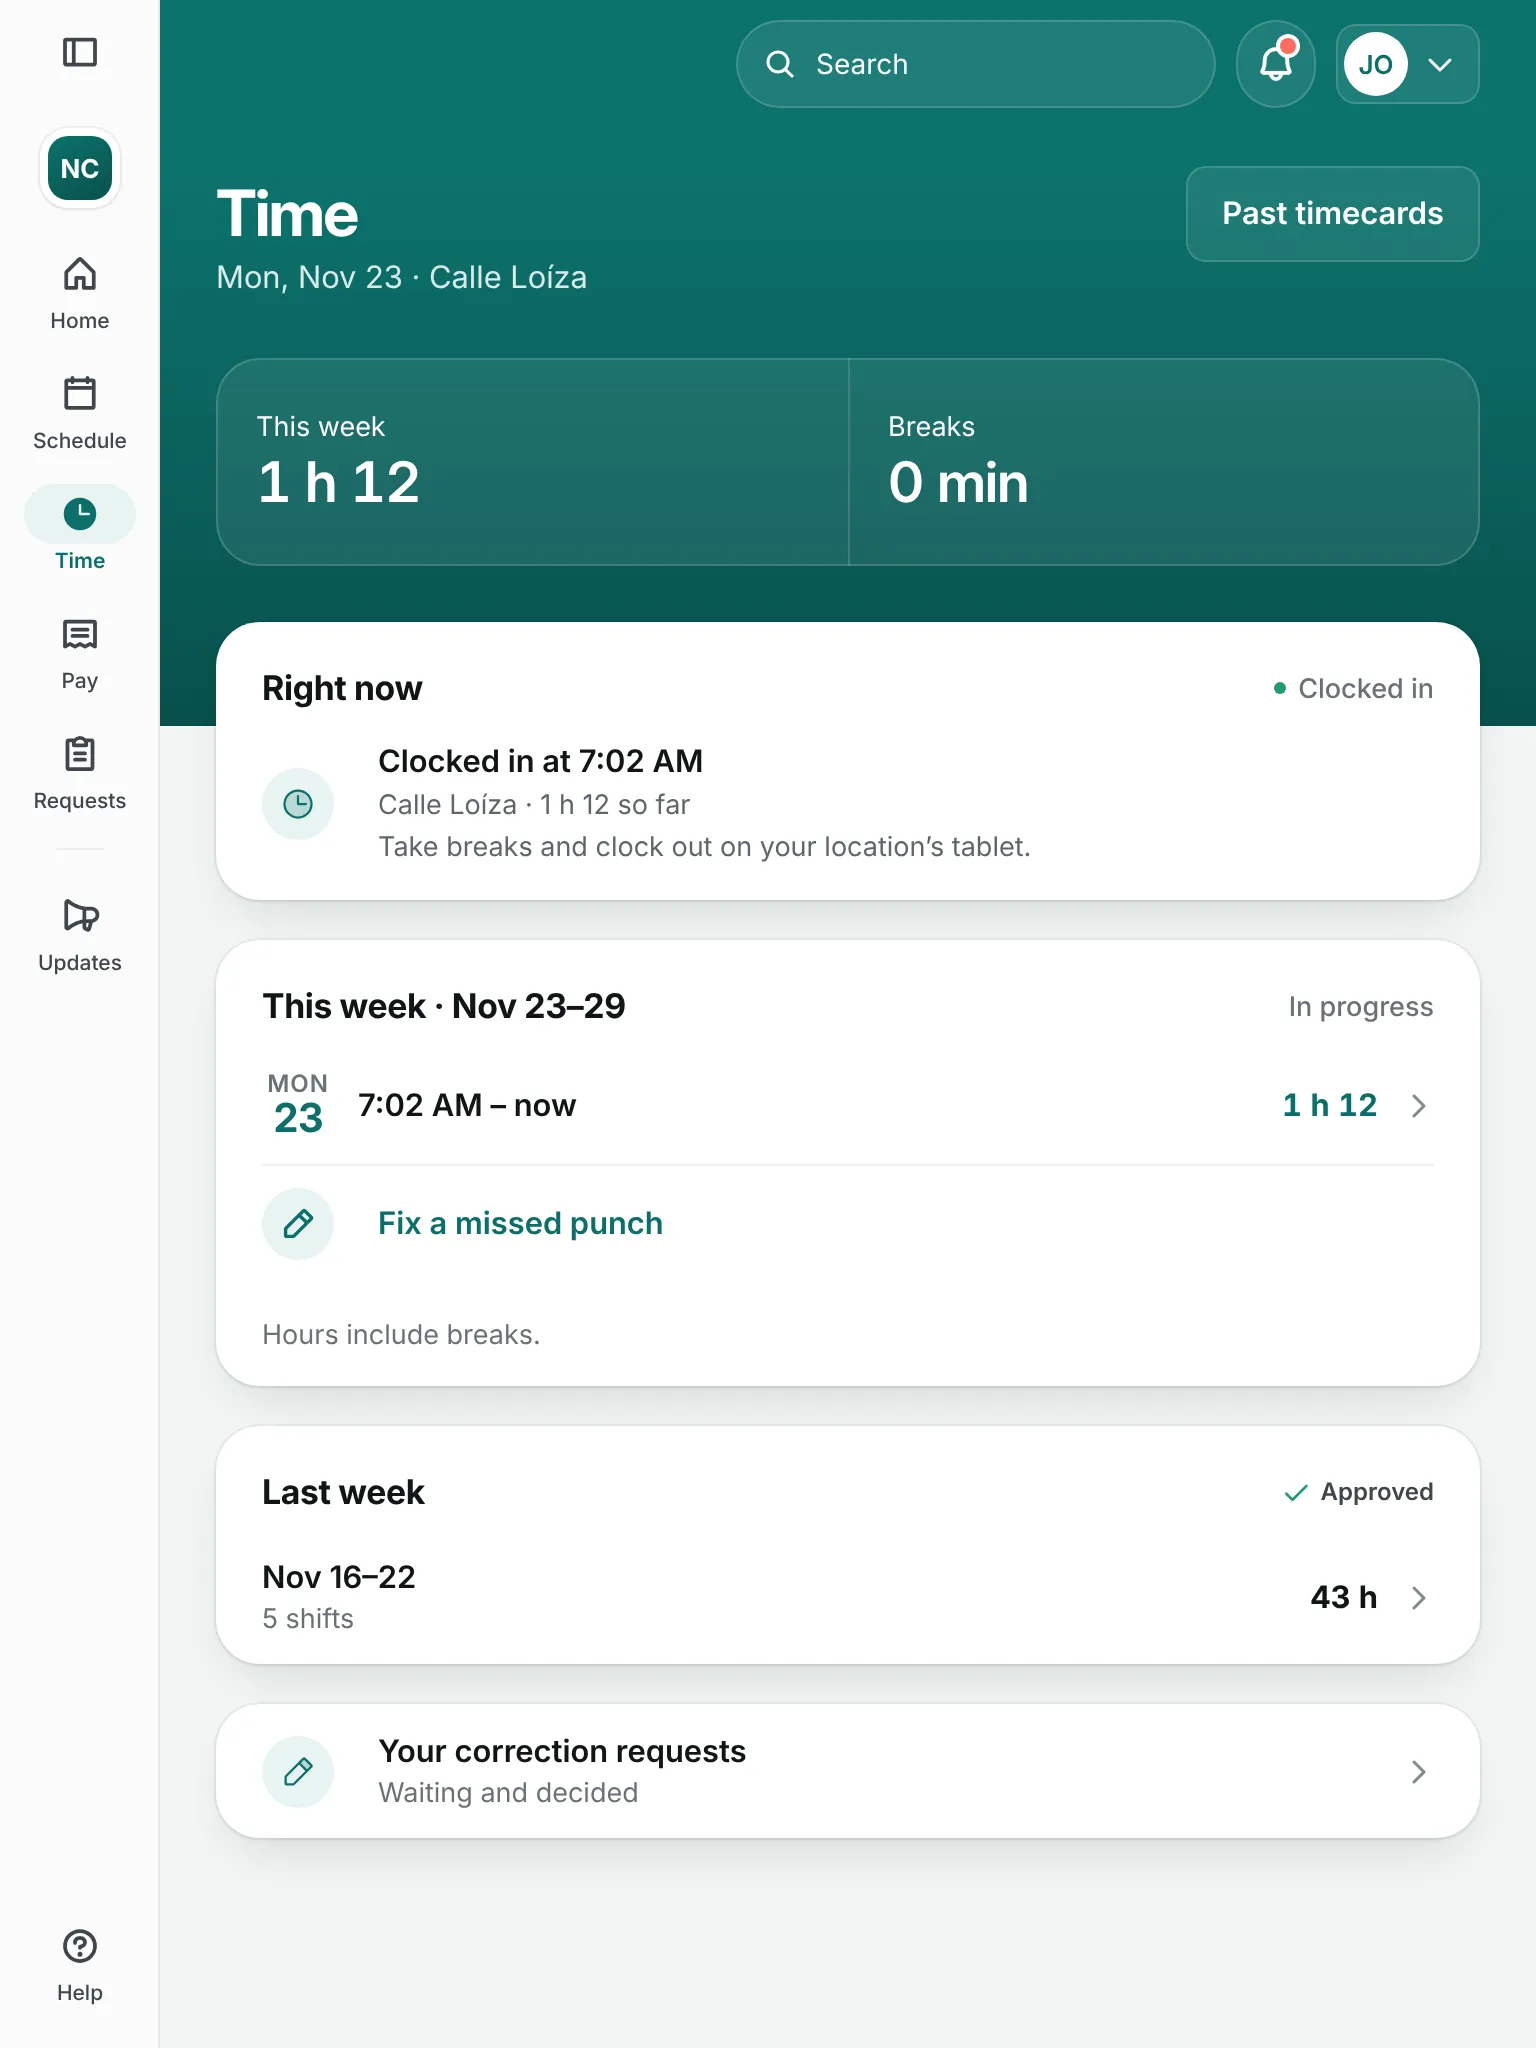 NC
Home
Schedule
Time
Pay
Requests
Updates
Help
Search
JO
Time
Mon, Nov 23 · Calle Loíza
Past timecards
This week
1 h 12
Breaks
0 min
Right now
Clocked in
Clocked in at 7:02 AM
Calle Loíza · 1 h 12 so far
Take breaks and clock out on your location’s tablet.
This week · Nov 23–29
In progress
MON
23
7:02 AM – now
1 h 12
Fix a missed punch
Hours include breaks.
Last week
Approved
Nov 16–22
5 shifts
43 h
Your correction requests
Waiting and decided